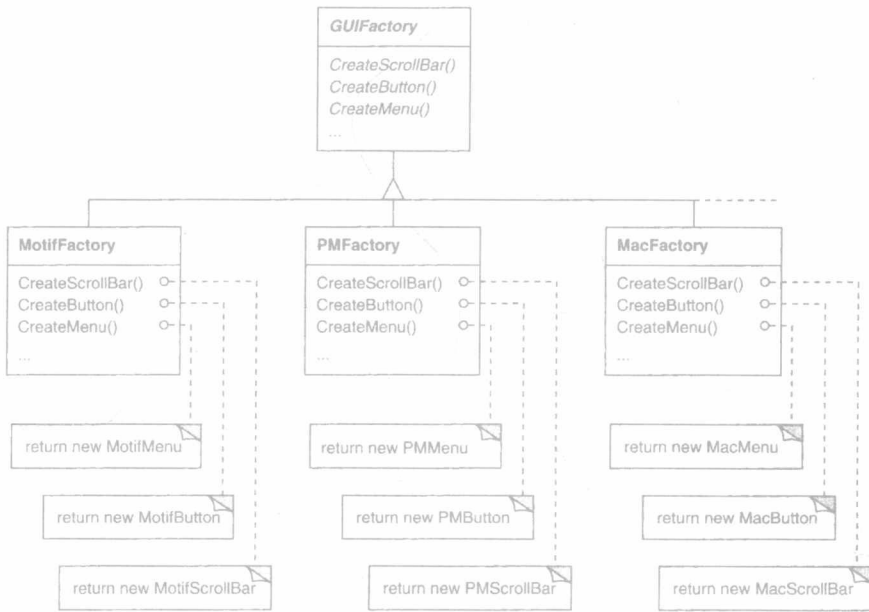 GUIFactory
CreateScrollBar()
CreateButton()
CreateMenu()
...
MotifFactory
CreateScrollBar()
CreateButton()
CreateMenu()
...
PMFactory
CreateScrollBar()
CreateButton()
CreateMenu()
...
MacFactory
CreateScrollBar()
CreateButton()
CreateMenu()
...
return new MotifMenu
return new PMMenu
return new MacMenu
return new MotifButton
return new PMButton
return new MacButton
return new MotifScrollBar
return new PMScrollBar
return new MacScrollBar